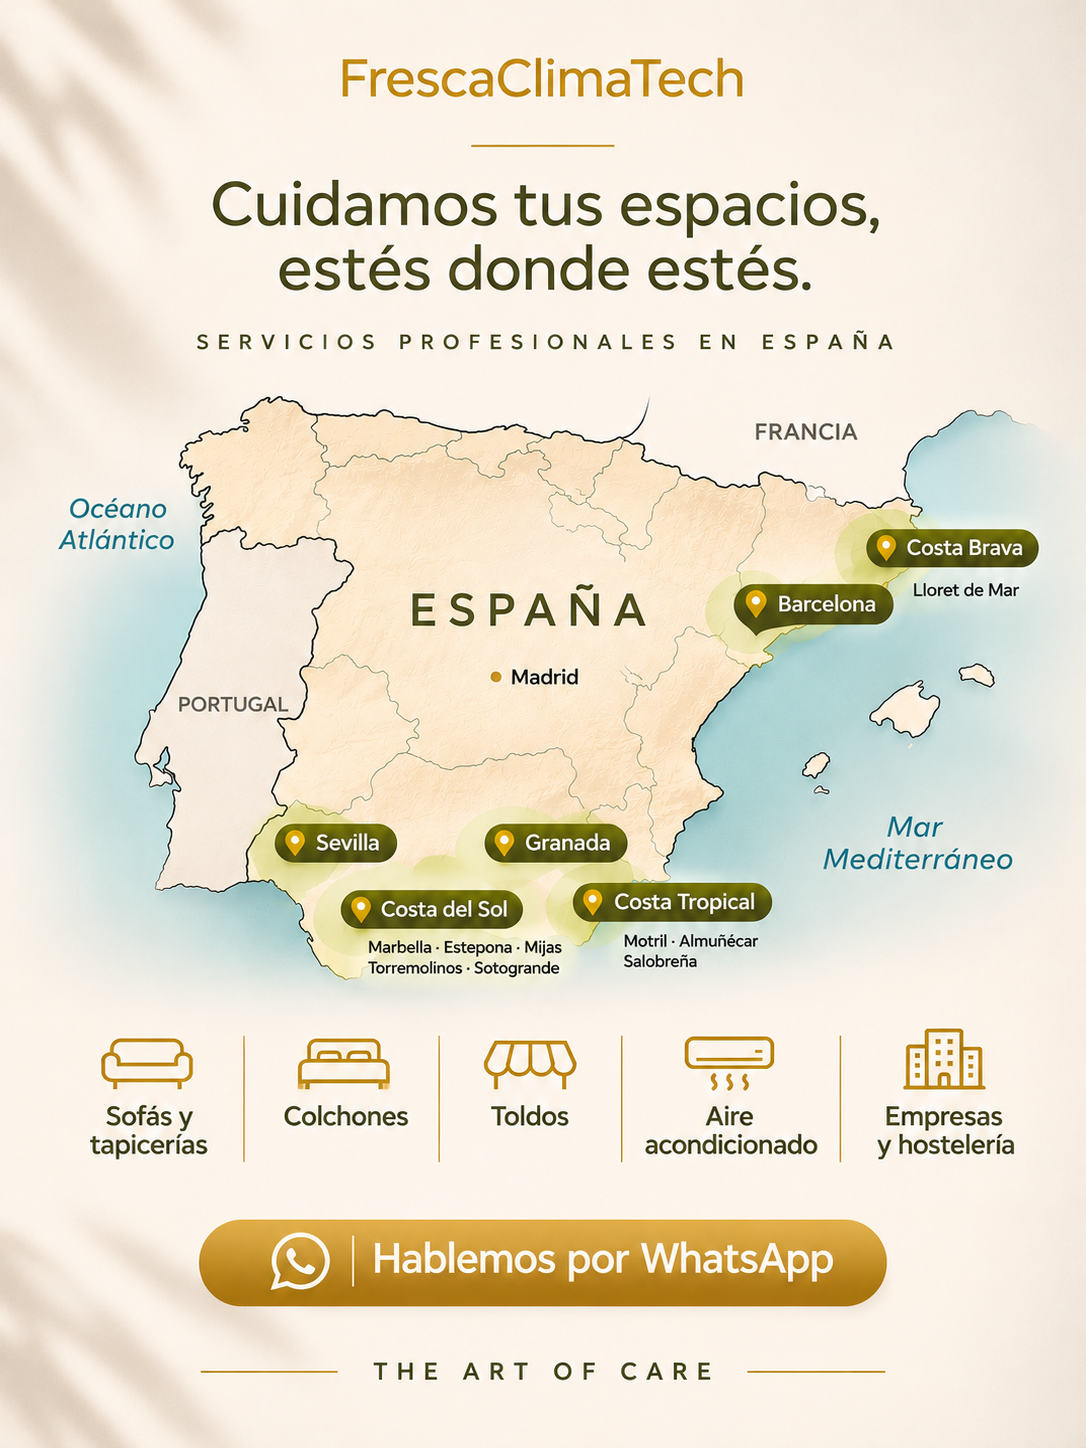 FrescaClimaTech
Cuidamos tus espacios,
estés donde estés.
SERVICIOS PROFESIONALES EN ESPAÑA
FRANCIA
Océano
Atlántico
Costa Brava
Lloret de Mar
Barcelona
ESPAÑA
Madrid
PORTUGAL
Mar
Mediterráneo
Sevilla
Granada
Costa del Sol
Marbella · Estepona · Mijas
Torremolinos · Sotogrande
Costa Tropical
Motril · Almuñécar
Salobreña
Sofás y
tapicerías
Colchones
Toldos
Aire
acondicionado
Empresas
y hostelería
Hablemos por WhatsApp
THE ART OF CARE